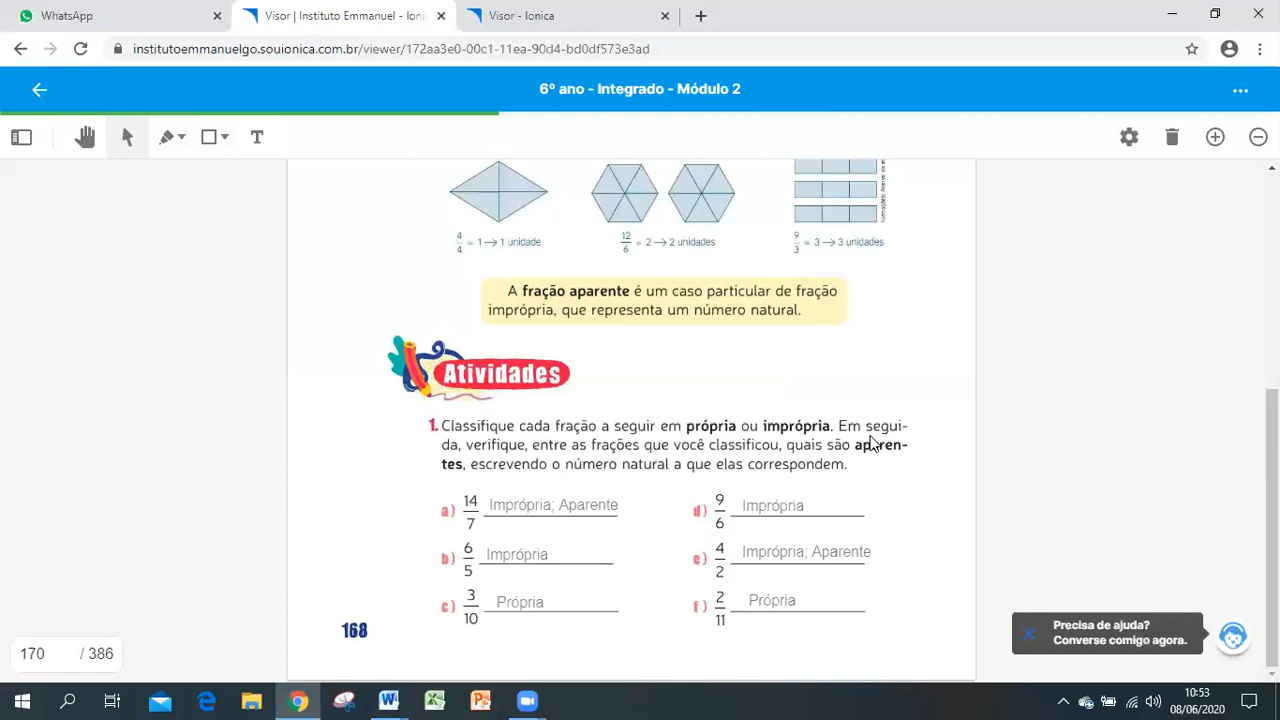 WhatsApp
Visor | Instituto Emmanuel - Ioni
Visor - Ionica
institutoemmanuelgo.souionica.com.br/viewer/172aa3e0-00c1-11ea-90d4-bd0df573e3ad
6º ano - Integrado - Módulo 2
T
4/4 = 1 → 1 unidade
12/6 = 2 → 2 unidades
9/3 = 3 → 3 unidades
A fração aparente é um caso particular de fração
imprópria, que representa um número natural.
Atividades
1. Classifique cada fração a seguir em própria ou imprópria. Em segui-
da, verifique, entre as frações que você classificou, quais são aparen-
tes, escrevendo o número natural a que elas correspondem.
a) 14/7 Imprópria; Aparente
b) 6/5 Imprópria
c) 3/10 Própria
d) 9/6 Imprópria
e) 4/2 Imprópria; Aparente
f) 2/11 Própria
168
170 / 386
Precisa de ajuda?
Converse comigo agora.
10:53
08/06/2020